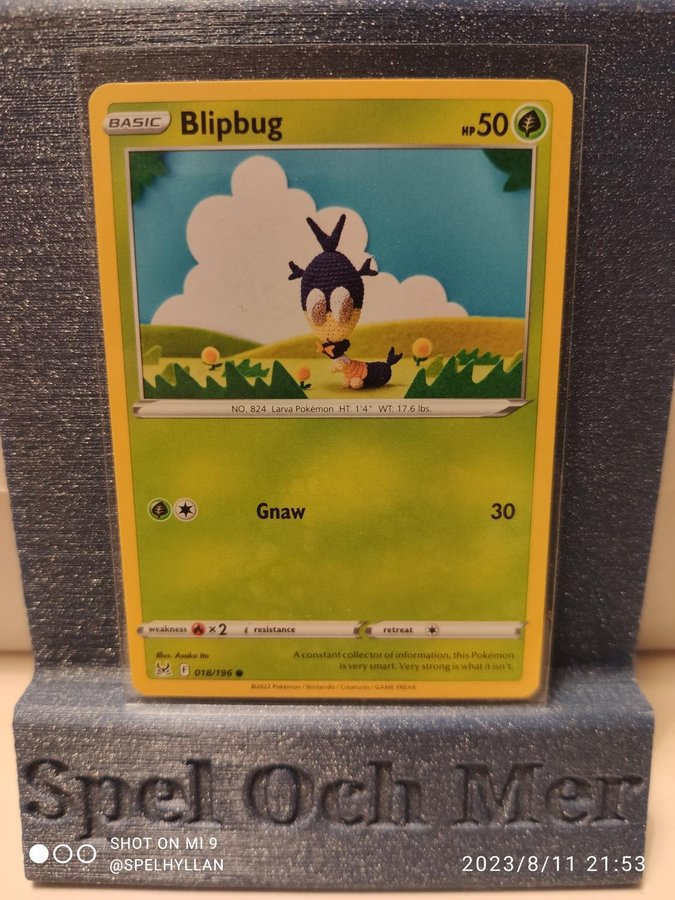 BASIC Blipbug HP 50
NO. 824 Larva Pokémon HT: 1'4" WT: 17.6 lbs.
Gnaw 30
weakness ×2 resistance retreat
Illus. Asako Ito
A constant collector of information, this Pokémon
is very smart. Very strong is what it isn't.
F 018/196
©2022 Pokémon / Nintendo / Creatures / GAME FREAK
Spel Och Mer
SHOT ON MI 9
@SPELHYLLAN
2023/8/11 21:53